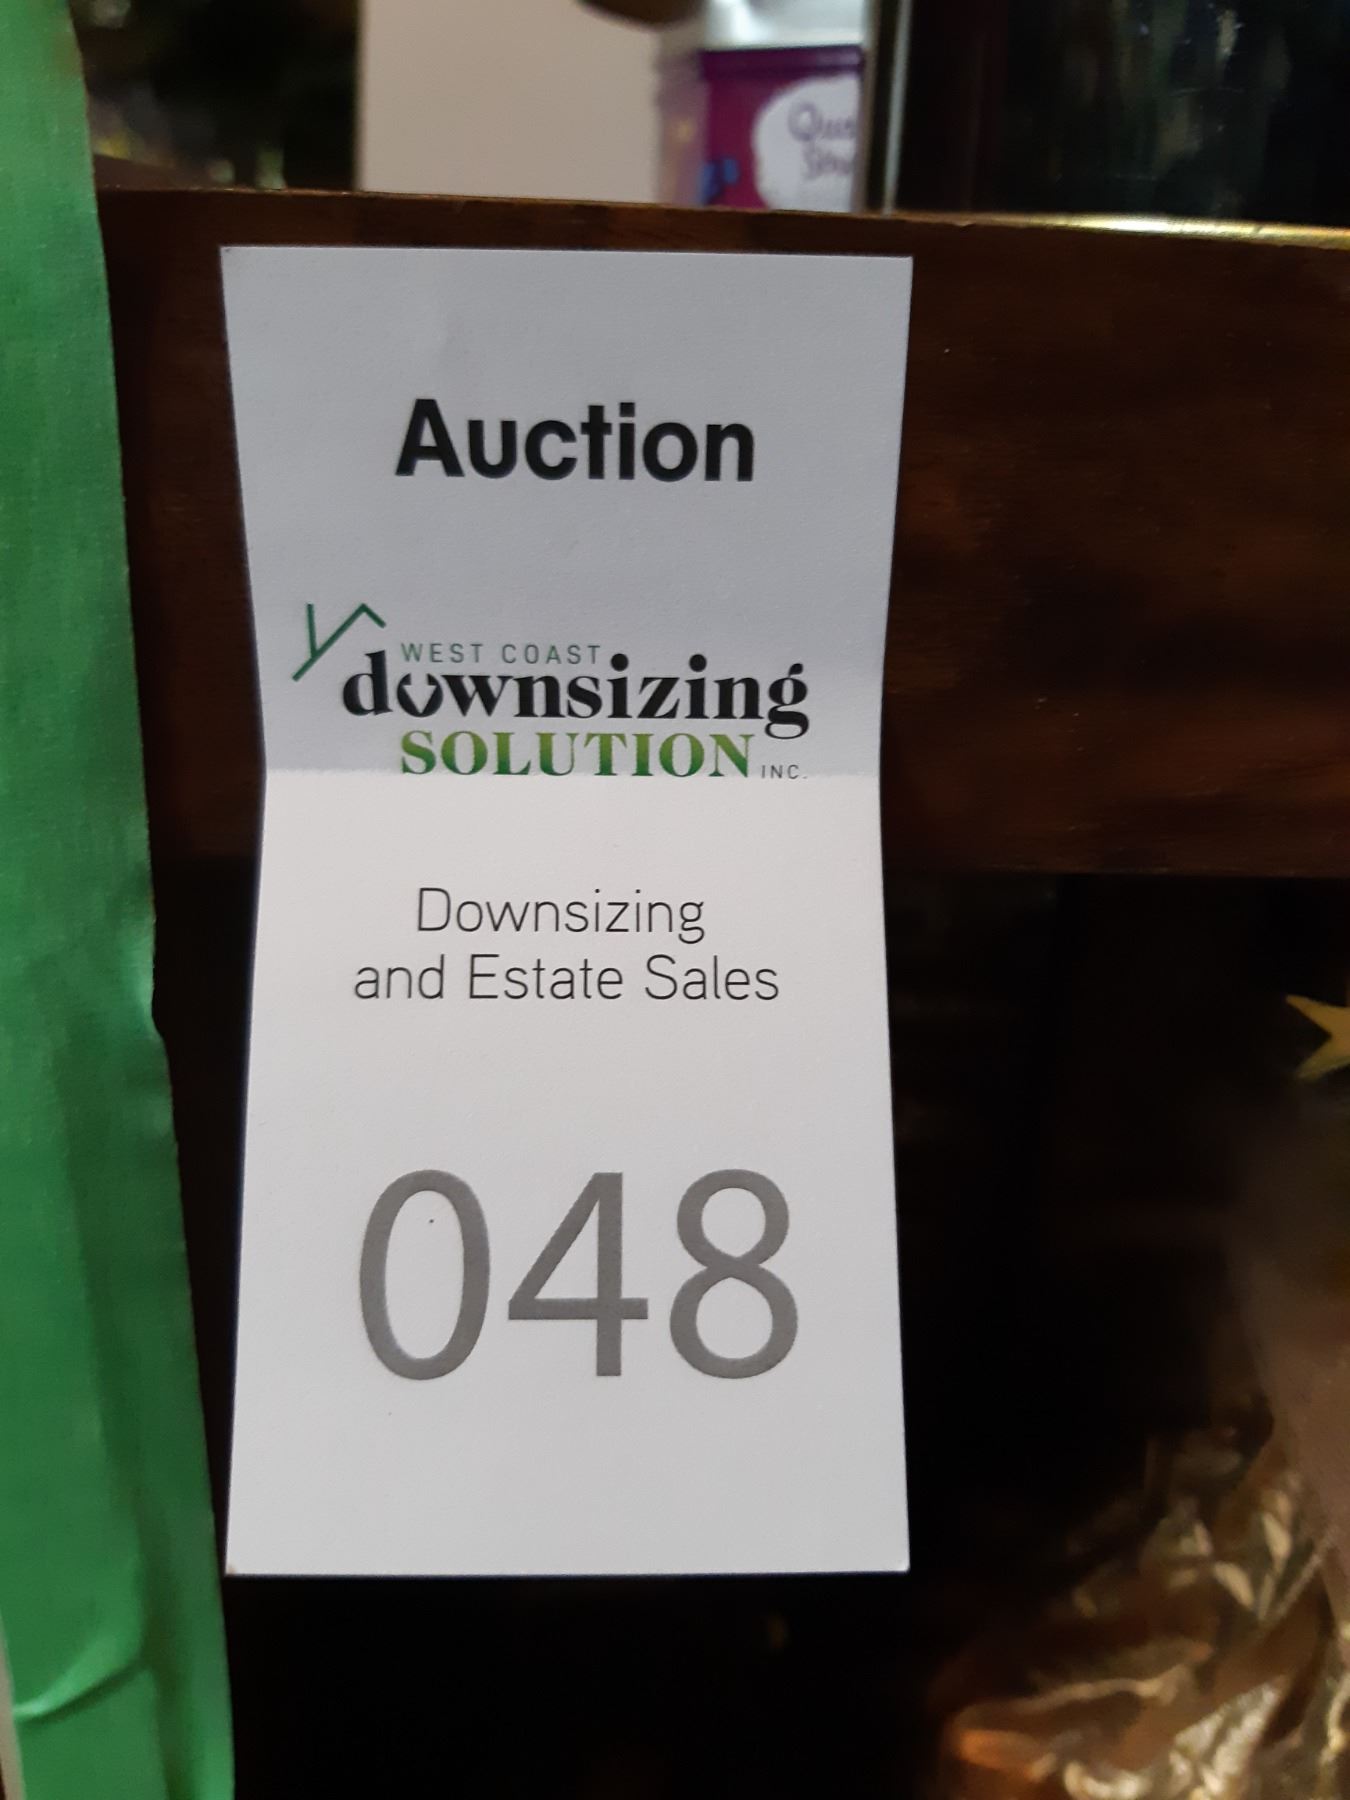 Auction
WEST COAST
downsizing
SOLUTION INC.
Downsizing
and Estate Sales
048